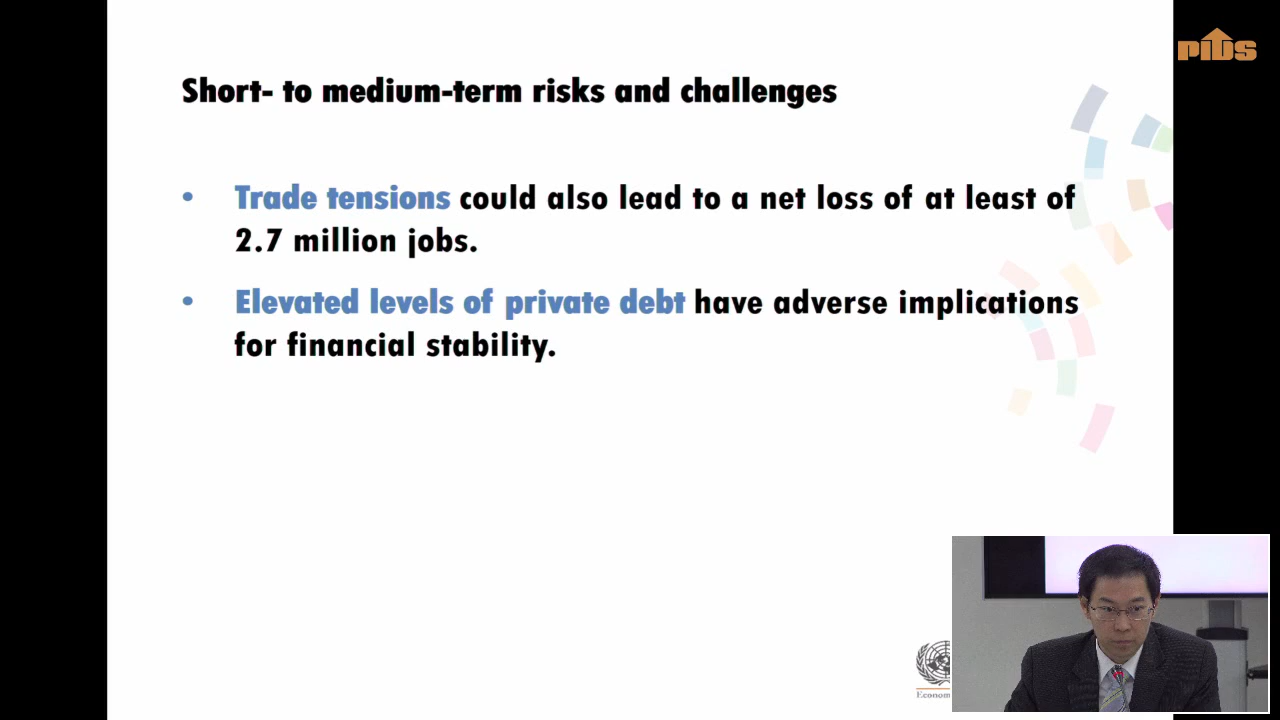 PIDS
Short- to medium-term risks and challenges
• Trade tensions could also lead to a net loss of at least of
2.7 million jobs.
• Elevated levels of private debt have adverse implications
for financial stability.
Econom